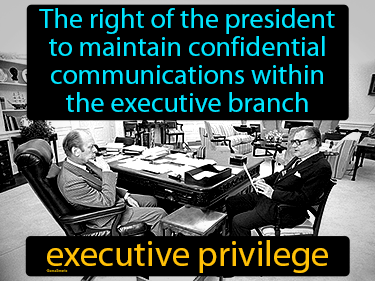 The right of the president
to maintain confidential
communications within
the executive branch
executive privilege